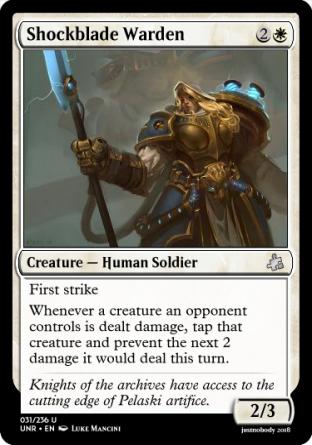 Shockblade Warden 2
Creature — Human Soldier
First strike
Whenever a creature an opponent
controls is dealt damage, tap that
creature and prevent the next 2
damage it would deal this turn.
Knights of the archives have access to the
cutting edge of Pelaski artifice.
2/3
031/236 U
UNR • EN Luke Mancini
justnobody 2018